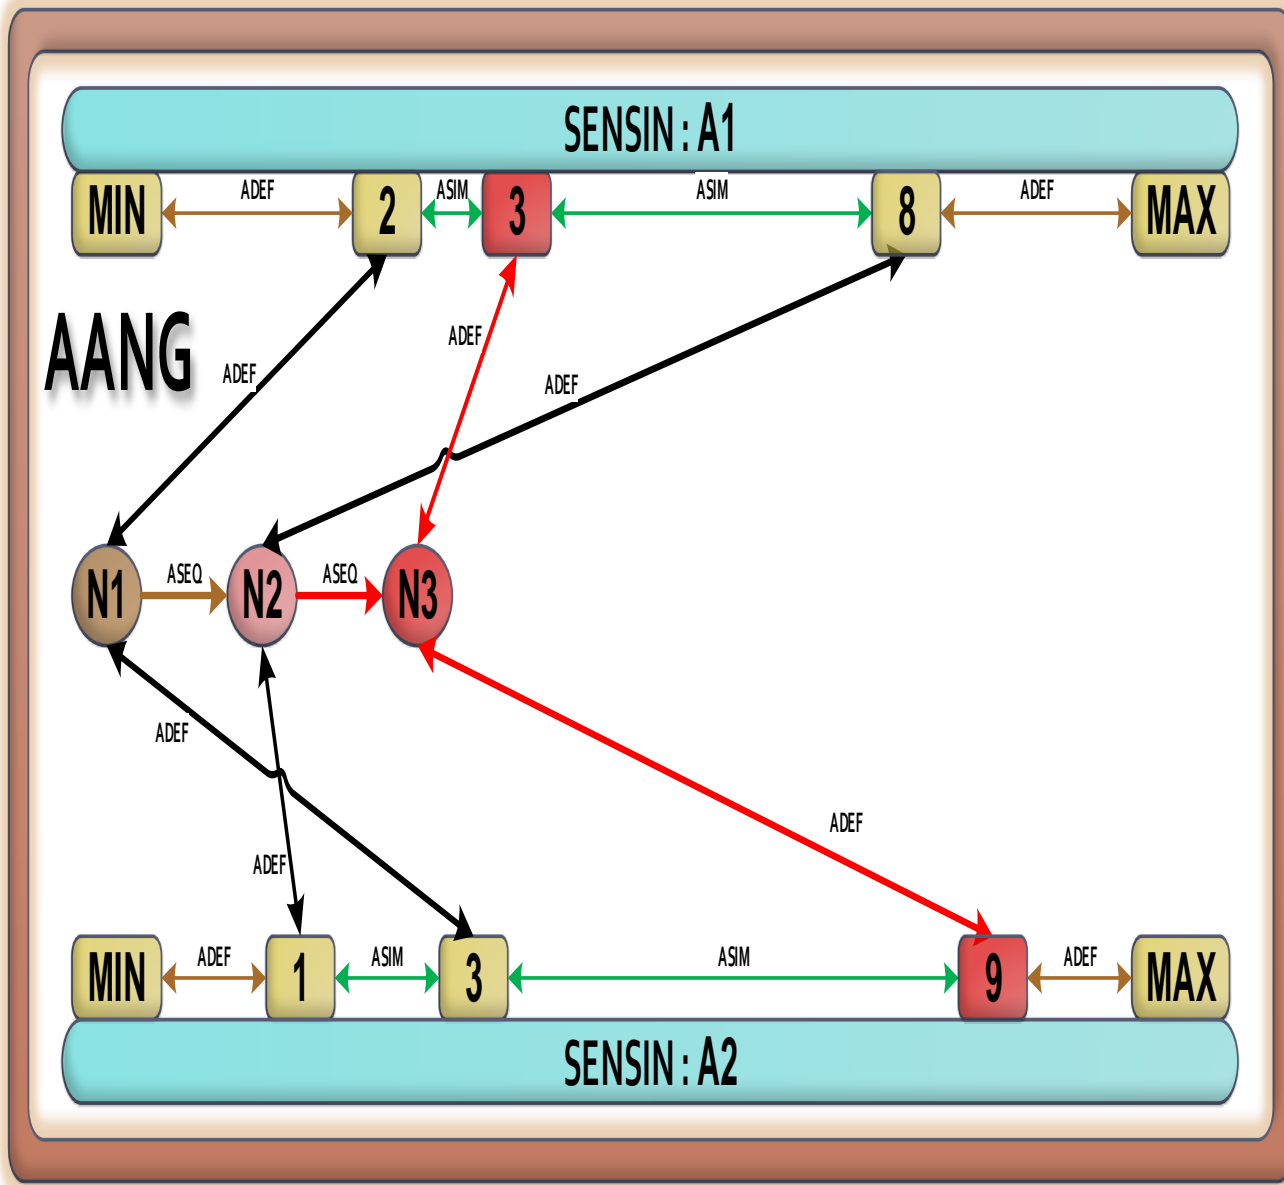 SENSIN : A1
MIN ADEF 2 ASIM 3 ASIM 8 ADEF MAX
AANG
ADEF
ADEF
ADEF
N1 ASEQ N2 ASEQ N3
ADEF
ADEF
ADEF
MIN ADEF 1 ASIM 3 ASIM 9 ADEF MAX
SENSIN : A2